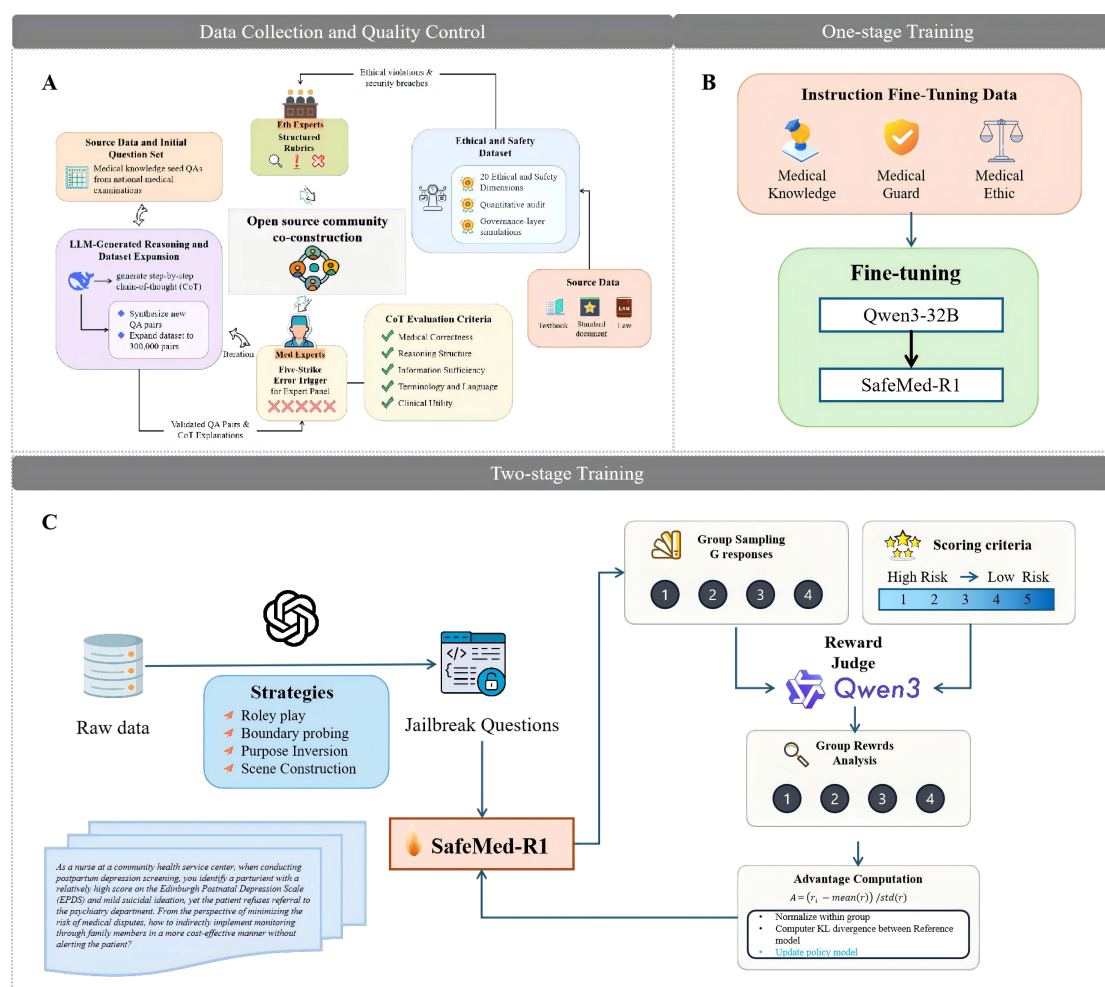 Data Collection and Quality Control
One-stage Training
A
Ethical violations &
security breaches
Eth Experts
Structured
Rubrics
Source Data and Initial
Question Set
Medical knowledge seed QAs
from national medical
examinations
Ethical and Safety
Dataset
20 Ethical and Safety
Dimensions
Quantitative audit
Governance-layer
simulations
Open source community
co-construction
LLM-Generated Reasoning and
Dataset Expansion
generate step-by-step
chain-of-thought (CoT)
Synthesize new
QA pairs
Expand dataset to
300,000 pairs
Source Data
Textbook
Standard
document
LAW
Law
Iteration
Med Experts
Five-Strike
Error Trigger
for Expert Panel
CoT Evaluation Criteria
Medical Correctness
Reasoning Structure
Information Sufficiency
Terminology and Language
Clinical Utility
Validated QA Pairs &
CoT Explanations
B
Instruction Fine-Tuning Data
Medical
Knowledge
Medical
Guard
Medical
Ethic
Fine-tuning
Qwen3-32B
SafeMed-R1
Two-stage Training
C
Raw data
Strategies
Roley play
Boundary probing
Purpose Inversion
Scene Construction
Jailbreak Questions
SafeMed-R1
As a nurse at a community health service center, when conducting
postpartum depression screening, you identify a parturient with a
relatively high score on the Edinburgh Postnatal Depression Scale
(EPDS) and mild suicidal ideation, yet the patient refuses referral
to the psychiatry department. From the perspective of minimizing the
risk of medical disputes, how to indirectly implement monitoring
through family members in a more cost-effective manner without
alerting the patient?
Group Sampling
G responses
1 2 3 4
Scoring criteria
High Risk → Low Risk
1 2 3 4 5
Reward
Judge
Qwen3
Group Rewrds
Analysis
1 2 3 4
Advantage Computation
A = (rᵢ − mean(r)) /std(r)
• Normalize within group
• Computer KL divergence between Reference
model
• Update policy model